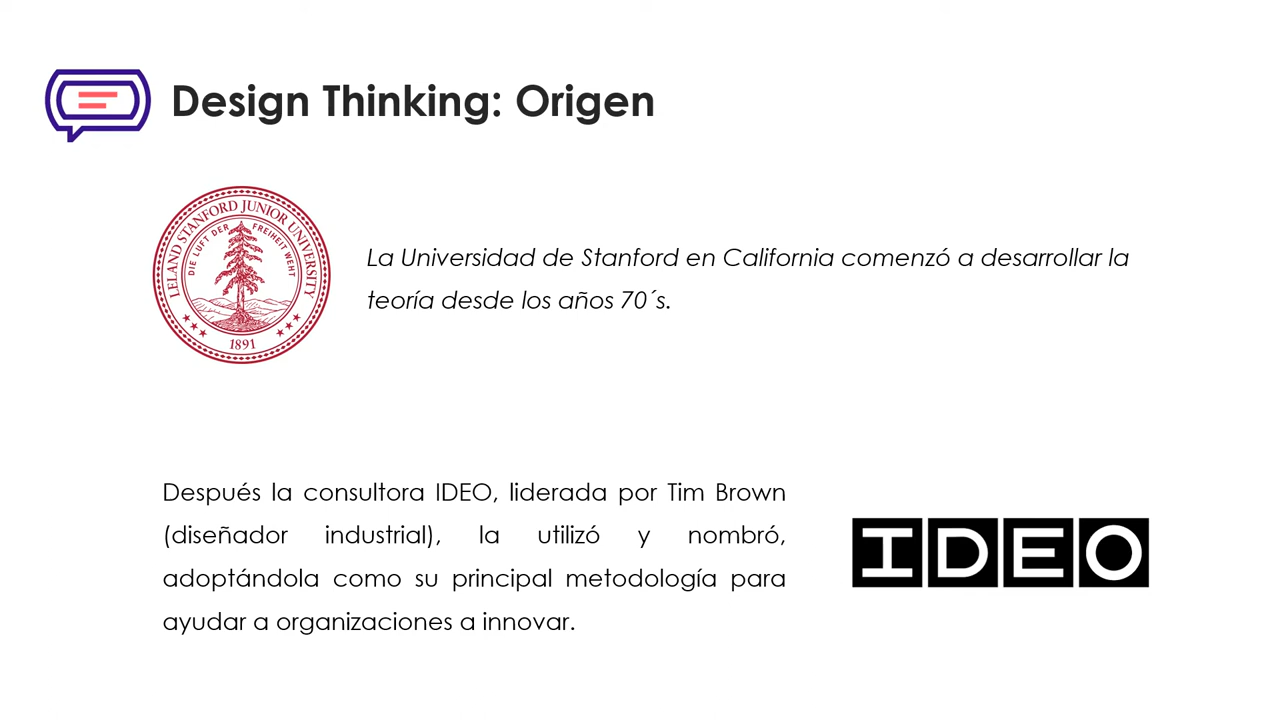 Design Thinking: Origen
LELAND STANFORD JUNIOR UNIVERSITY
DIE LUFT DER FREIHEIT WEHT
1891
La Universidad de Stanford en California comenzó a desarrollar la
teoría desde los años 70´s.
Después la consultora IDEO, liderada por Tim Brown
(diseñador industrial), la utilizó y nombró,
adoptándola como su principal metodología para
ayudar a organizaciones a innovar.
IDEO